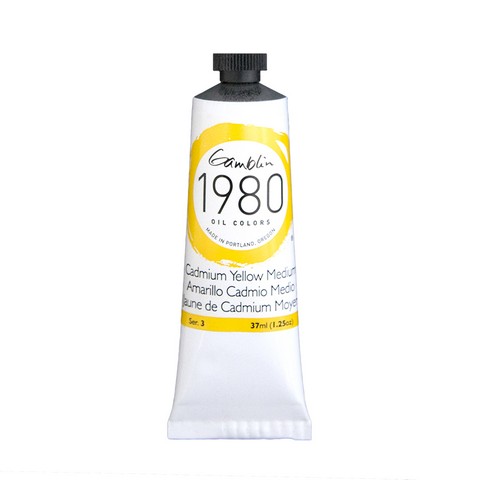 Gamblin
1980
OIL COLORS
MADE IN PORTLAND, OREGON
Cadmium Yellow Medium
Amarillo Cadmio Medio
Jaune de Cadmium Moyen
Ser. 3 37ml (1.25oz)